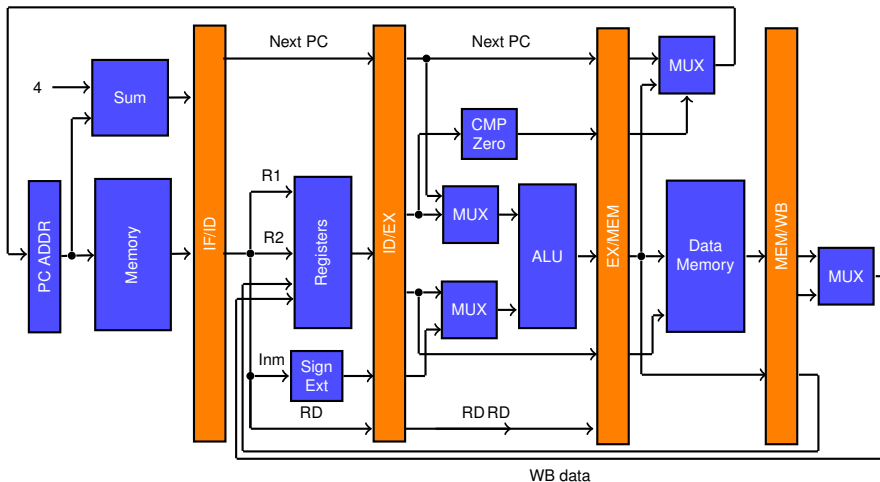 Next PC
Next PC
MUX
4
Sum
CMP
Zero
R1
MUX
PC ADDR
Memory
IF/ID
R2
Registers
ID/EX
ALU
EX/MEM
Data
Memory
MEM/WB
MUX
MUX
Inm
Sign
Ext
RD
RD RD
WB data